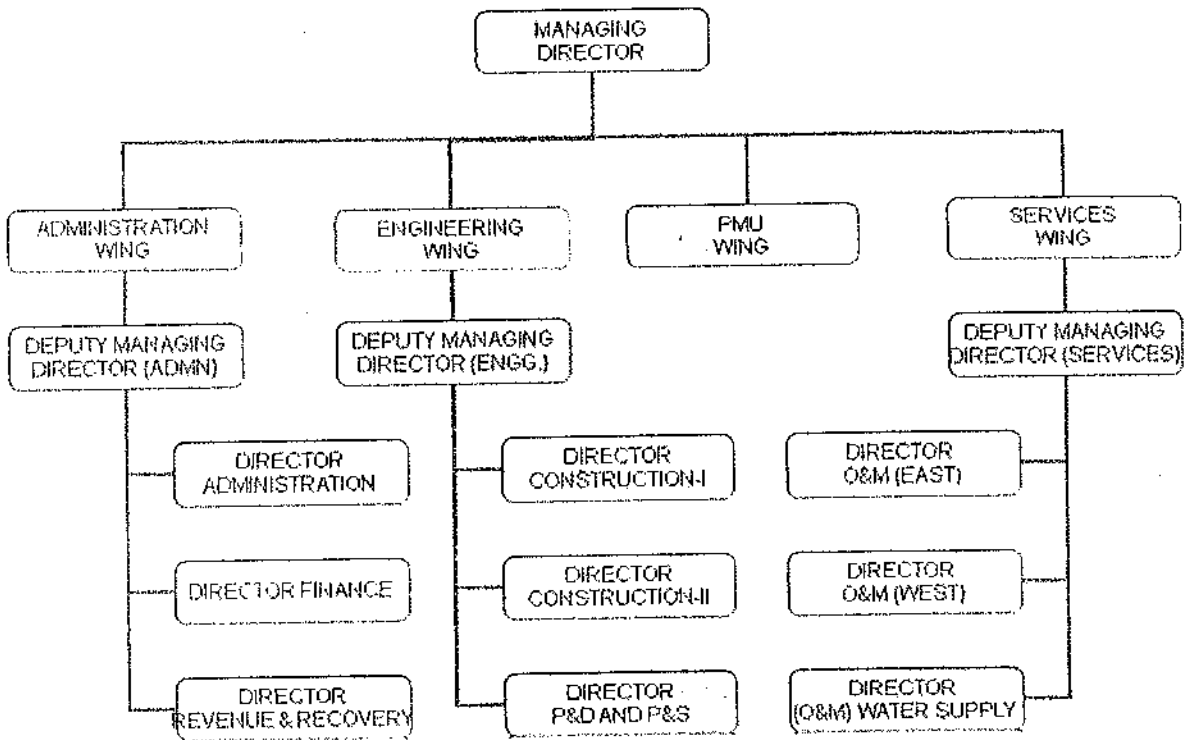 MANAGING
DIRECTOR
ADMINISTRATION
WING
ENGINEERING
WING
PMU
WING
SERVICES
WING
DEPUTY MANAGING
DIRECTOR (ADMN)
DEPUTY MANAGING
DIRECTOR (ENGG.)
DEPUTY MANAGING
DIRECTOR (SERVICES)
DIRECTOR
ADMINISTRATION
DIRECTOR
CONSTRUCTION-I
DIRECTOR
O&M (EAST)
DIRECTOR FINANCE
DIRECTOR
CONSTRUCTION-II
DIRECTOR
O&M (WEST)
DIRECTOR
REVENUE & RECOVERY
DIRECTOR
P&D AND P&S
DIRECTOR
(O&M) WATER SUPPLY